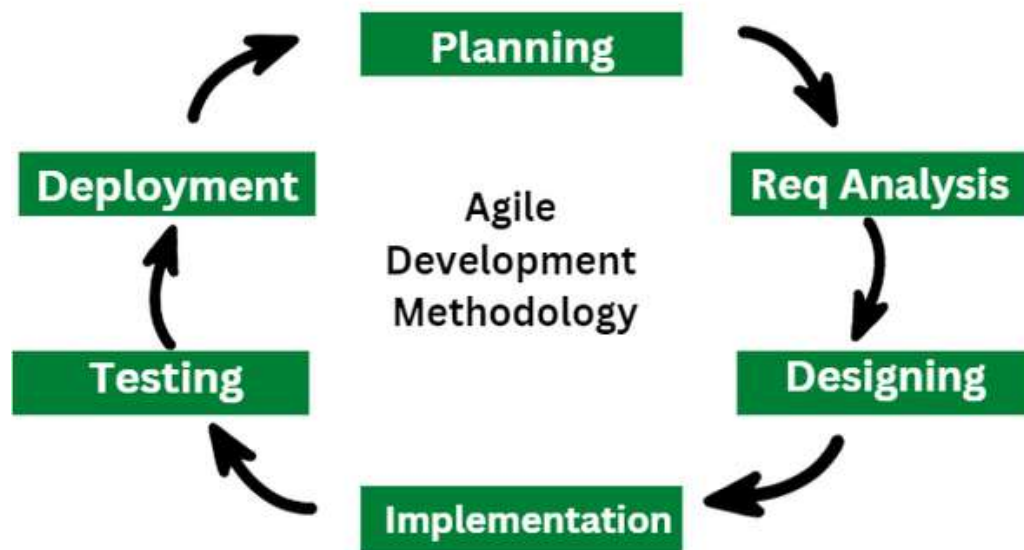 Planning
Deployment
Req Analysis
Agile
Development
Methodology
Testing
Designing
Implementation